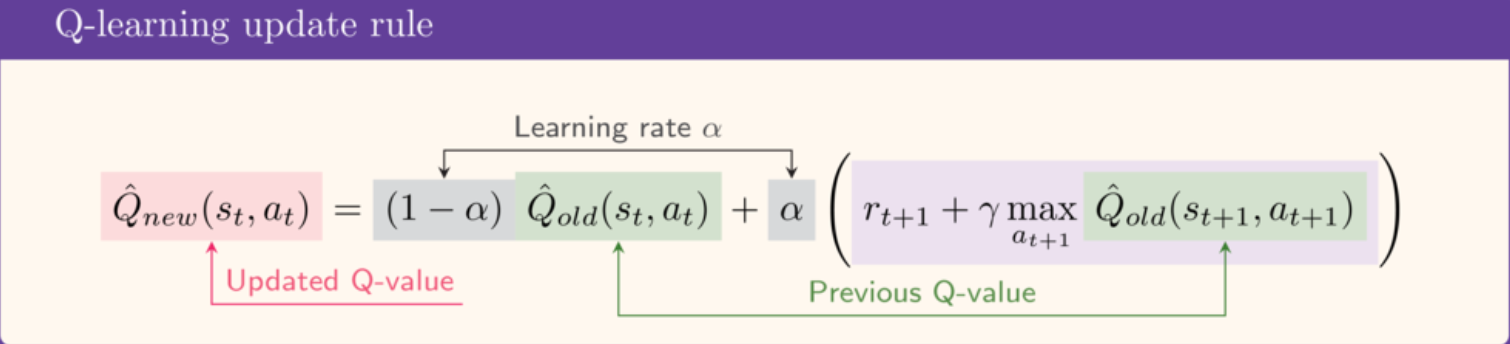 Q-learning update rule
Learning rate α
Q̂_new(s_t, a_t) = (1 − α) Q̂_old(s_t, a_t) + α ( r_{t+1} + γ max_{a_{t+1}} Q̂_old(s_{t+1}, a_{t+1}) )
Updated Q-value
Previous Q-value